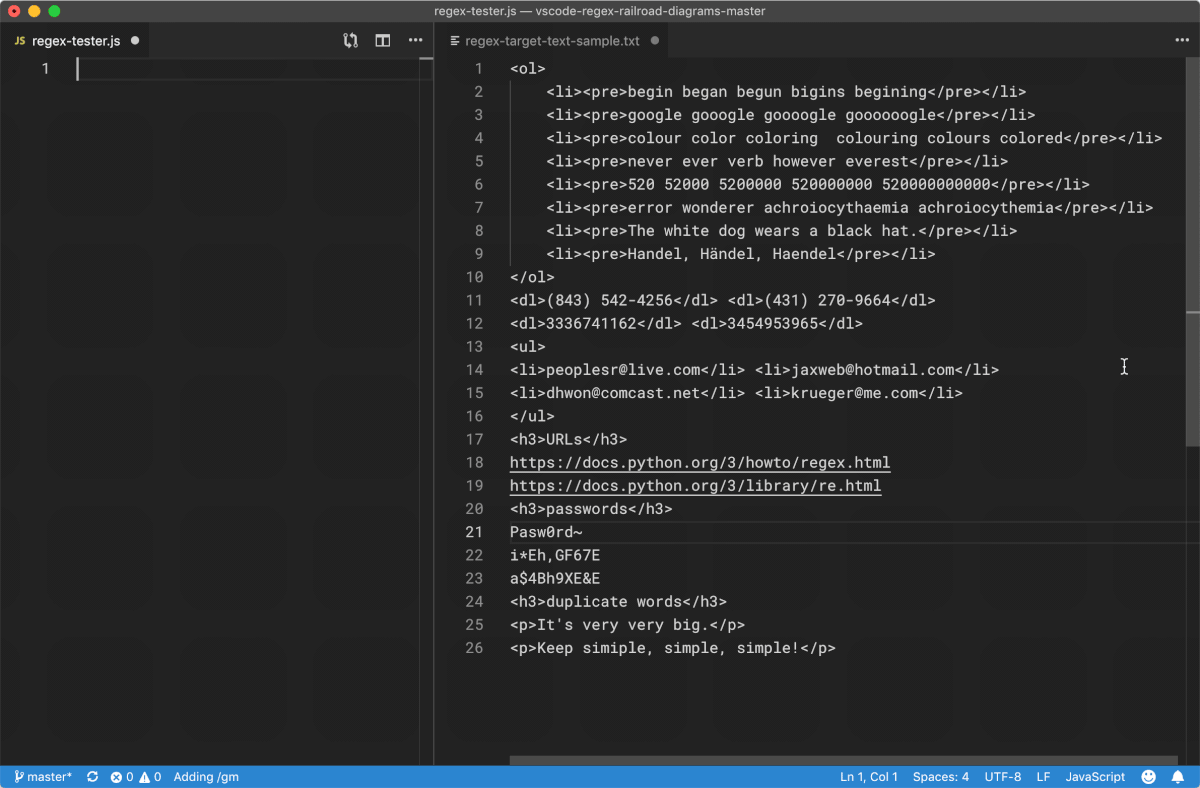 regex-tester.js — vscode-regex-railroad-diagrams-master
JS regex-tester.js
regex-target-text-sample.txt
1
1 <ol>
2 <li><pre>begin began begun bigins begining</pre></li>
3 <li><pre>google gooogle goooogle goooooogle</pre></li>
4 <li><pre>colour color coloring  colouring colours colored</pre></li>
5 <li><pre>never ever verb however everest</pre></li>
6 <li><pre>520 52000 5200000 520000000 520000000000</pre></li>
7 <li><pre>error wonderer achroiocythaemia achroiocythemia</pre></li>
8 <li><pre>The white dog wears a black hat.</pre></li>
9 <li><pre>Handel, Händel, Haendel</pre></li>
10 </ol>
11 <dl>(843) 542-4256</dl> <dl>(431) 270-9664</dl>
12 <dl>3336741162</dl> <dl>3454953965</dl>
13 <ul>
14 <li>peoplesr@live.com</li> <li>jaxweb@hotmail.com</li>
15 <li>dhwon@comcast.net</li> <li>krueger@me.com</li>
16 </ul>
17 <h3>URLs</h3>
18 https://docs.python.org/3/howto/regex.html
19 https://docs.python.org/3/library/re.html
20 <h3>passwords</h3>
21 Pasw0rd~
22 i*Eh,GF67E
23 a$4Bh9XE&E
24 <h3>duplicate words</h3>
25 <p>It's very very big.</p>
26 <p>Keep simiple, simple, simple!</p>
master* 0 0 Adding /gm Ln 1, Col 1 Spaces: 4 UTF-8 LF JavaScript